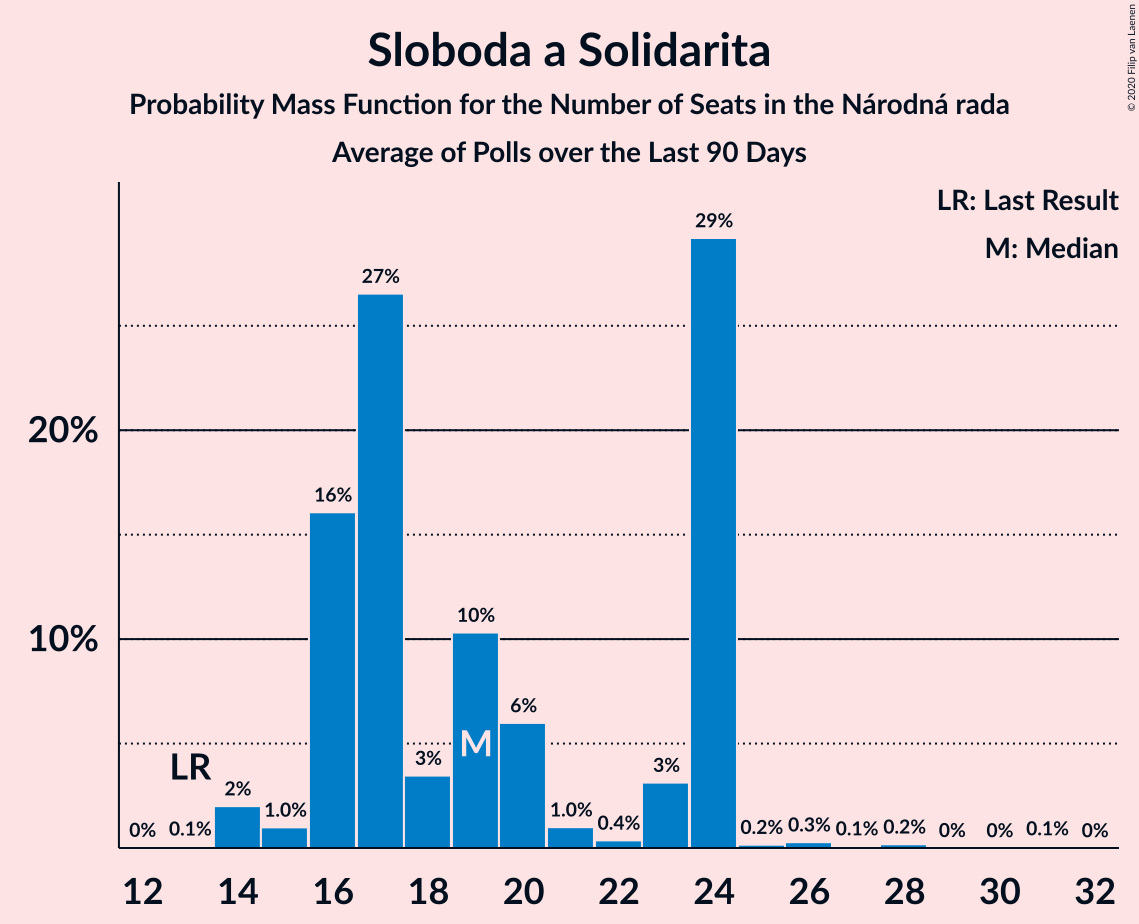 Sloboda a Solidarita
Probability Mass Function for the Number of Seats in the Národná rada
Average of Polls over the Last 90 Days
© 2020 Filip van Laenen
LR: Last Result
M: Median
20%
10%
0%
0.1%
2%
1.0%
16%
27%
3%
10%
6%
1.0%
0.4%
3%
29%
0.2%
0.3%
0.1%
0.2%
0%
0%
0.1%
0%
LR
M
12 14 16 18 20 22 24 26 28 30 32